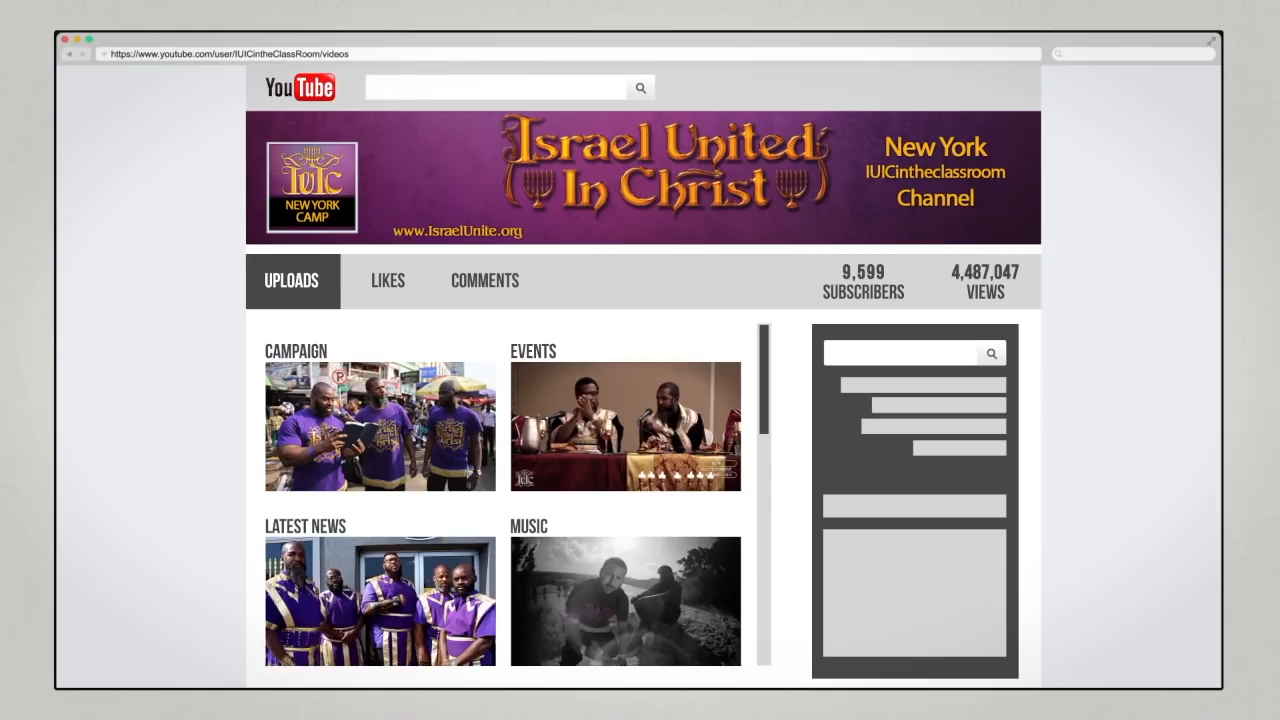 https://www.youtube.com/user/IUICintheClassRoom/videos
YouTube
Israel United
In Christ
New York
IUICintheclassroom
Channel
IUIC
NEW YORK
CAMP
www.IsraelUnite.org
UPLOADS
LIKES
COMMENTS
9,599
SUBSCRIBERS
4,487,047
VIEWS
CAMPAIGN
EVENTS
IUIC
LATEST NEWS
MUSIC